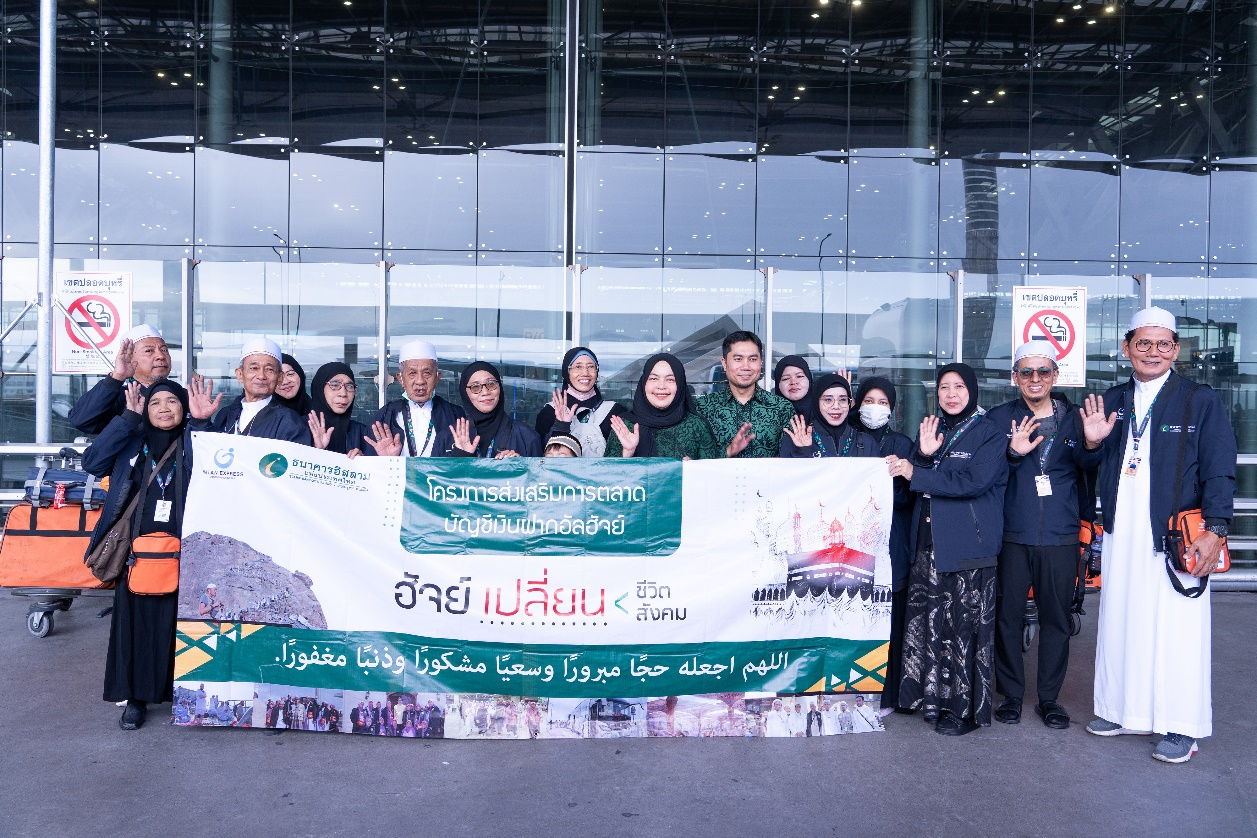 เขตปลอดบุหรี่
Non Smoking Area
เขตปลอดบุหรี่
MIAN EXPRESS
ธนาคารอิสลาม
แห่งประเทศไทย
โครงการส่งเสริมการตลาด
บัญชีเงินฝากอัลฮัจย์
ฮัจย์ เปลี่ยน < ชีวิต
สังคม
اللهم اجعله حجًا مبرورًا وسعيًا مشكورًا وذنبًا مغفورًا.